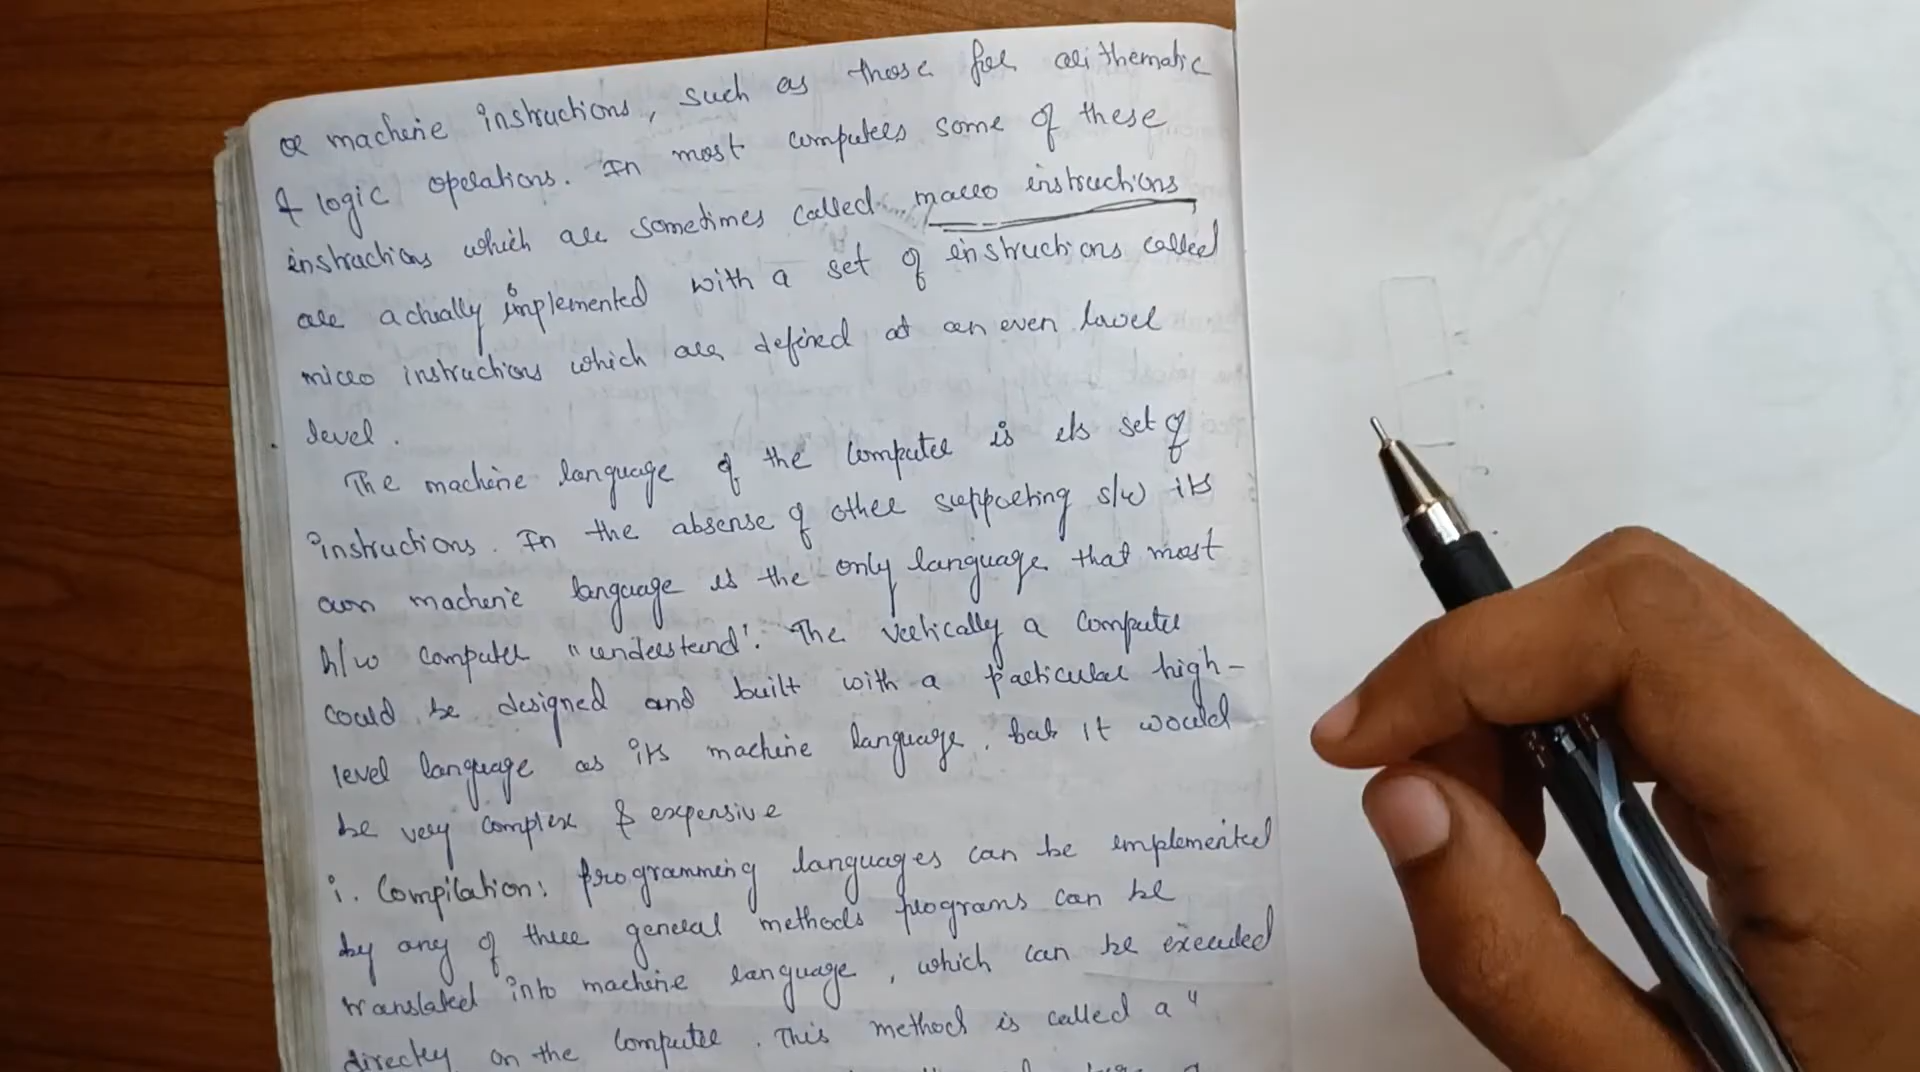 or machine instructions, such as those for arithematic
& logic operations. In most computers some of these
instructions which are sometimes called macro instructions
are actually implemented with a set of instructions called
micro instructions which are defined at an even lower
level.
The machine language of the computer is its set of
instructions. In the absense of other supporting s/w its
own machine language is the only language that most
h/w computer "understand". The vertically a computer
could be designed and built with a particular high-
level language as its machine language, but it would
be very complex & expensive
i. Compilation: programming languages can be implemented
by any of three general methods programs can be
translated into machine language, which can be executed
directly on the computer. This method is called a "